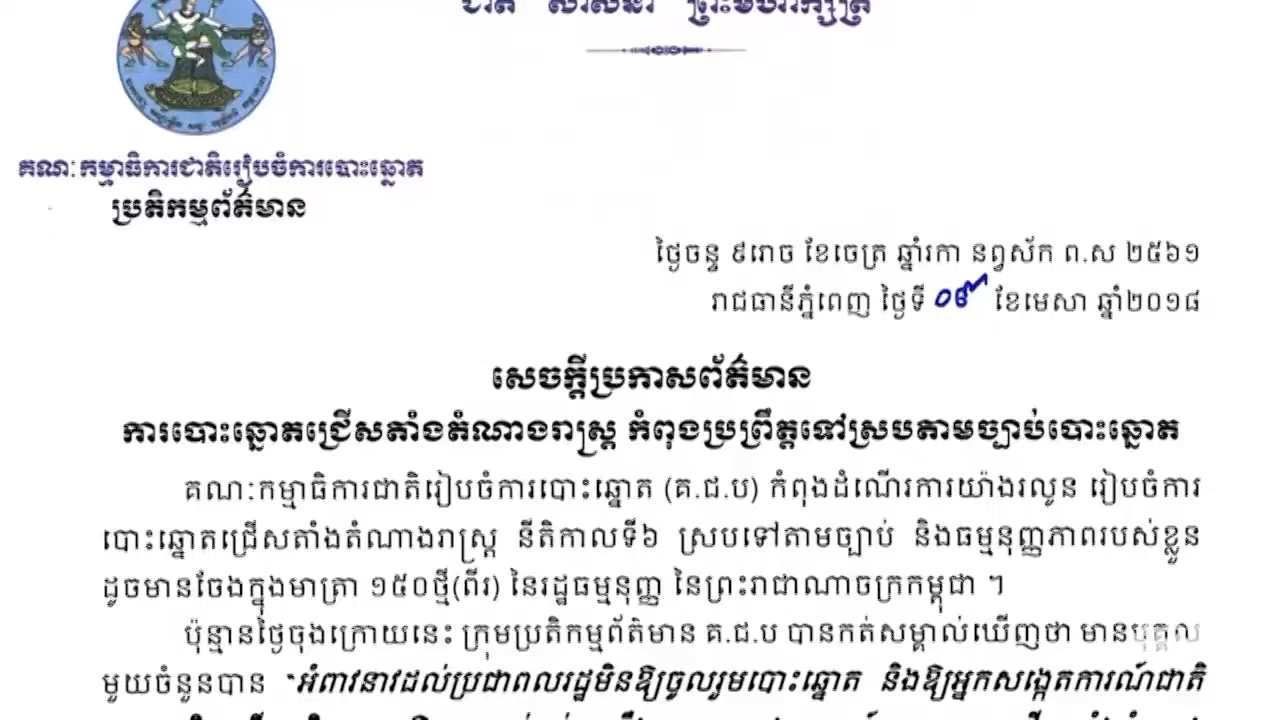 ជាតិ សាសនា ព្រះមហាក្សត្រ
គណៈកម្មាធិការជាតិរៀបចំការបោះឆ្នោត
ប្រតិកម្មព័ត៌មាន
ថ្ងៃចន្ទ ៩រោច ខែចេត្រ ឆ្នាំរកា នព្វស័ក ព.ស ២៥៦១
រាជធានីភ្នំពេញ ថ្ងៃទី ០៩ ខែមេសា ឆ្នាំ២០១៨
សេចក្តីប្រកាសព័ត៌មាន
ការបោះឆ្នោតជ្រើសតាំងតំណាងរាស្ត្រ កំពុងប្រព្រឹត្តទៅស្របតាមច្បាប់បោះឆ្នោត
គណៈកម្មាធិការជាតិរៀបចំការបោះឆ្នោត (គ.ជ.ប) កំពុងដំណើរការយ៉ាងរលូន រៀបចំការ
បោះឆ្នោតជ្រើសតាំងតំណាងរាស្ត្រ នីតិកាលទី៦ ស្របទៅតាមច្បាប់ និងធម្មនុញ្ញភាពរបស់ខ្លួន
ដូចមានចែងក្នុងមាត្រា ១៥០ថ្មី(ពីរ) នៃរដ្ឋធម្មនុញ្ញ នៃព្រះរាជាណាចក្រកម្ពុជា ។
ប៉ុន្មានថ្ងៃចុងក្រោយនេះ ក្រុមប្រតិកម្មព័ត៌មាន គ.ជ.ប បានកត់សម្គាល់ឃើញថា មានបុគ្គល
មួយចំនួនបាន "អំពាវនាវដល់ប្រជាពលរដ្ឋមិនឱ្យចូលរួមបោះឆ្នោត និងឱ្យអ្នកសង្កេតការណ៍ជាតិ